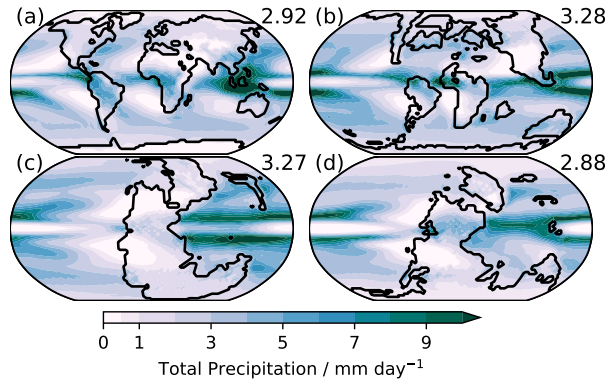 (a) 2.92 (b) 3.28
(c) 3.27 (d) 2.88
0 1 3 5 7 9
Total Precipitation / mm day⁻¹